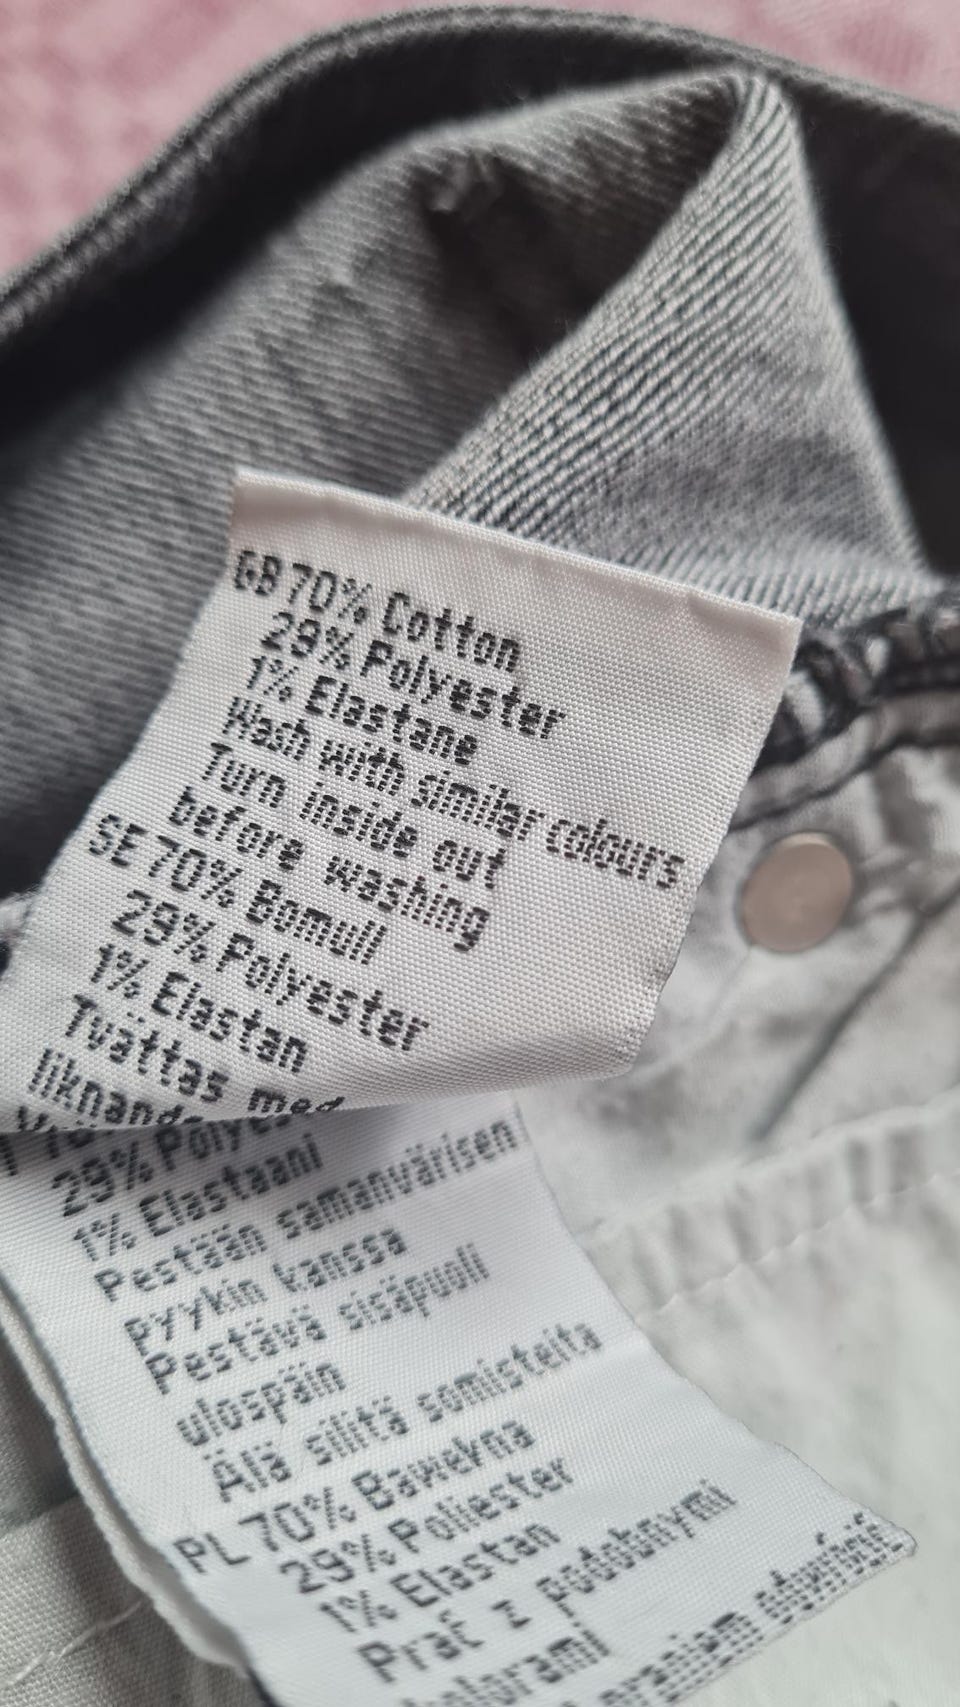 GB 70% Cotton
29% Polyester
1% Elastane
Wash with similar colours
Turn inside out
before washing
SE 70% Bomull
29% Polyester
1% Elastan
Tvättas med
29% Polyes
1% Elastaani
Pestään samanvärisen
pyykin kanssa
Pestävä sisäpuoli
ulospäin
Älä silitä somisteita
PL 70% Bawełna
29% Poliester
1% Elastan
Prać z podobnymi
kolorami